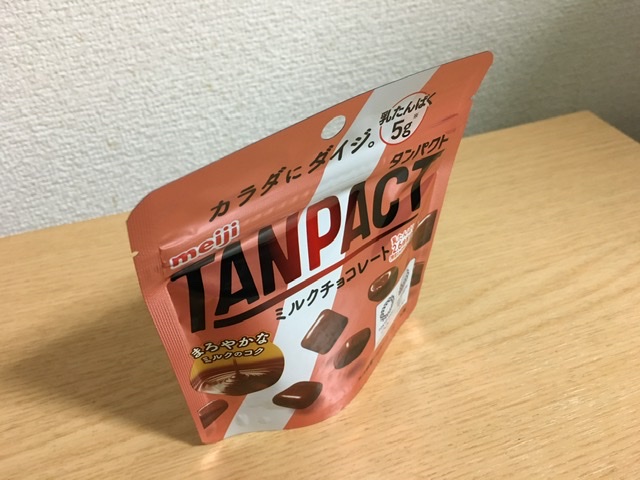 カラダにダイジ。
乳たんぱく
5g
タンパクト
meiji
TANPACT
ミルクチョコレート
まろやかな
ミルクのコク